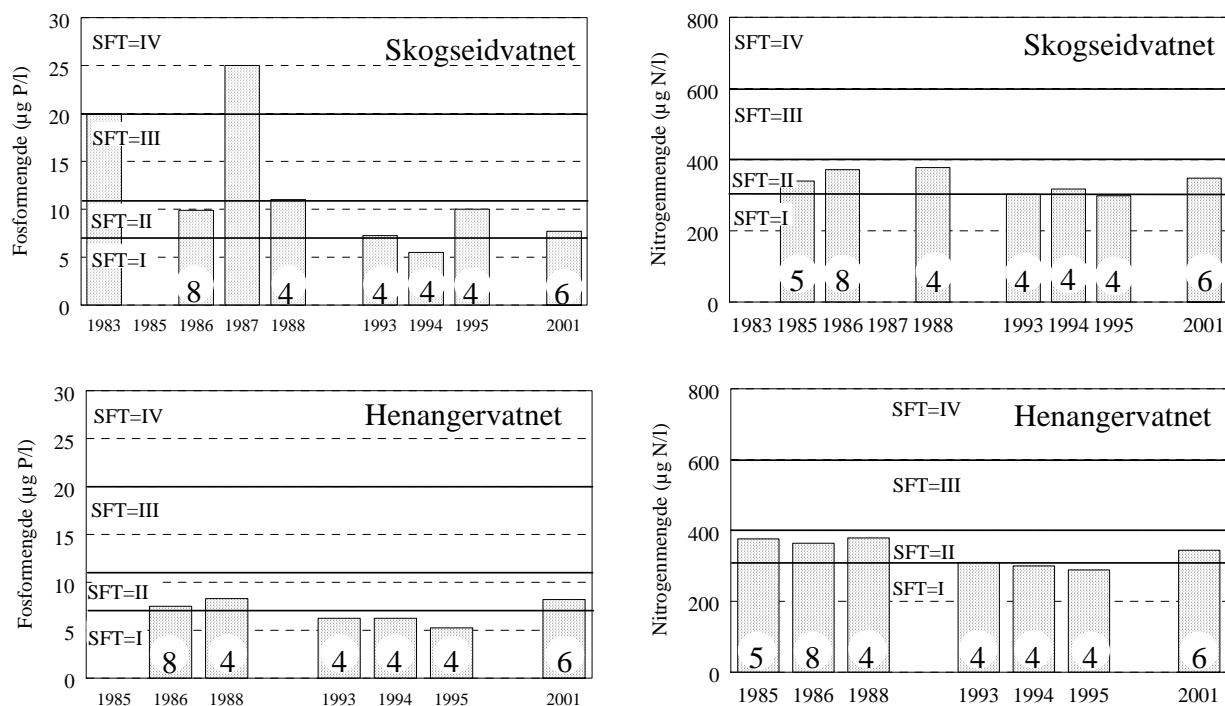 Skogseidvatnet
Fosformengde (µg P/l)
30
25
20
15
10
5
0
SFT=IV
SFT=III
SFT=II
SFT=I
8
4
4
4
4
6
1983 1985 1986 1987 1988 1993 1994 1995 2001
Skogseidvatnet
Nitrogenmengde (µg N/l)
800
600
400
200
0
SFT=IV
SFT=III
SFT=II
SFT=I
5
8
4
4
4
4
6
1983 1985 1986 1987 1988 1993 1994 1995 2001
Henangervatnet
Fosformengde (µg P/l)
30
25
20
15
10
5
0
SFT=IV
SFT=III
SFT=II
SFT=I
8
4
4
4
4
6
1985 1986 1988 1993 1994 1995 2001
Henangervatnet
Nitrogenmengde (µg N/l)
800
600
400
200
0
SFT=IV
SFT=III
SFT=II
SFT=I
5
8
4
4
4
4
6
1985 1986 1988 1993 1994 1995 2001